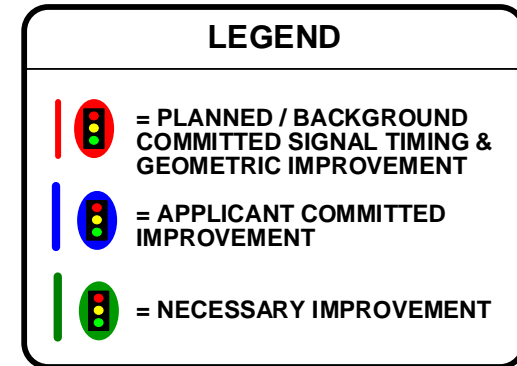 LEGEND
= PLANNED / BACKGROUND
COMMITTED SIGNAL TIMING &
GEOMETRIC IMPROVEMENT
= APPLICANT COMMITTED
IMPROVEMENT
= NECESSARY IMPROVEMENT